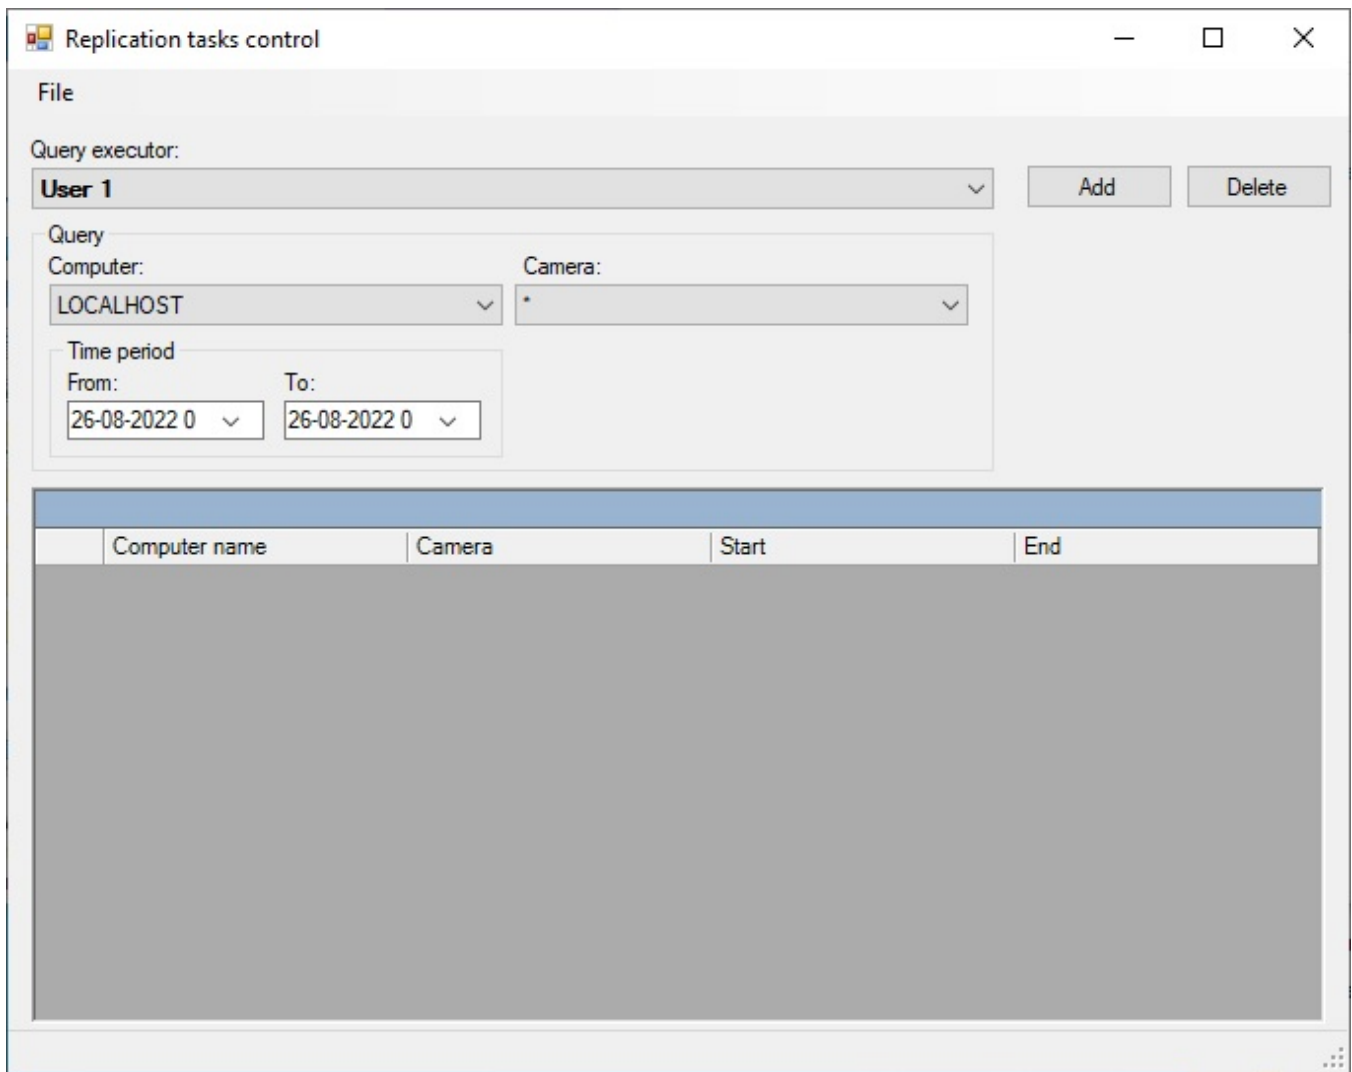 Replication tasks control
File
Query executor:
User 1
Add
Delete
Query
Computer:
Camera:
LOCALHOST
*
Time period
From:
To:
26-08-2022 0
26-08-2022 0
Computer name
Camera
Start
End